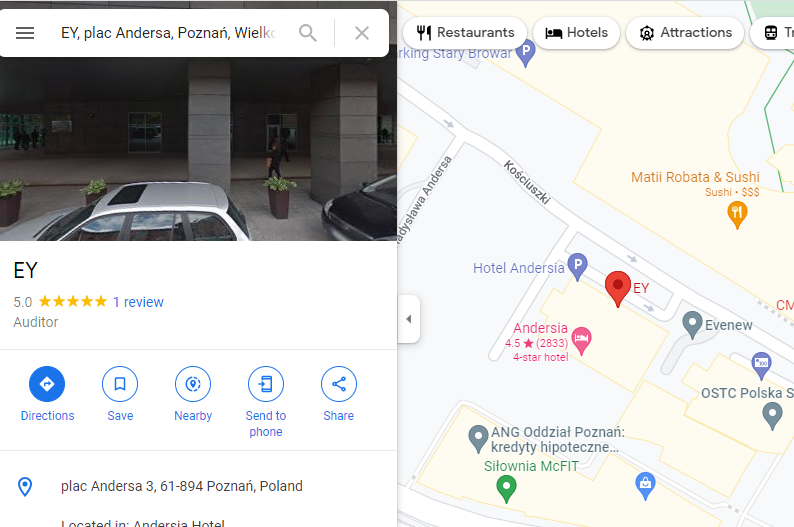 EY, plac Andersa, Poznań, Wielko
Restaurants
Hotels
Attractions
Tr
rking Stary Browar
P
EY
5.0 ★★★★★ 1 review
Auditor
Directions
Save
Nearby
Send to
phone
Share
plac Andersa 3, 61-894 Poznań, Poland
Located in: Andersia Hotel
adysława Andersa
Kościuszki
Matii Robata & Sushi
Sushi • $$$
Hotel Andersia
P
EY
CM
Andersia
4.5 ★ (2833)
4-star hotel
Evenew
OSTC Polska S
ANG Oddział Poznań:
kredyty hipoteczne...
Siłownia McFIT